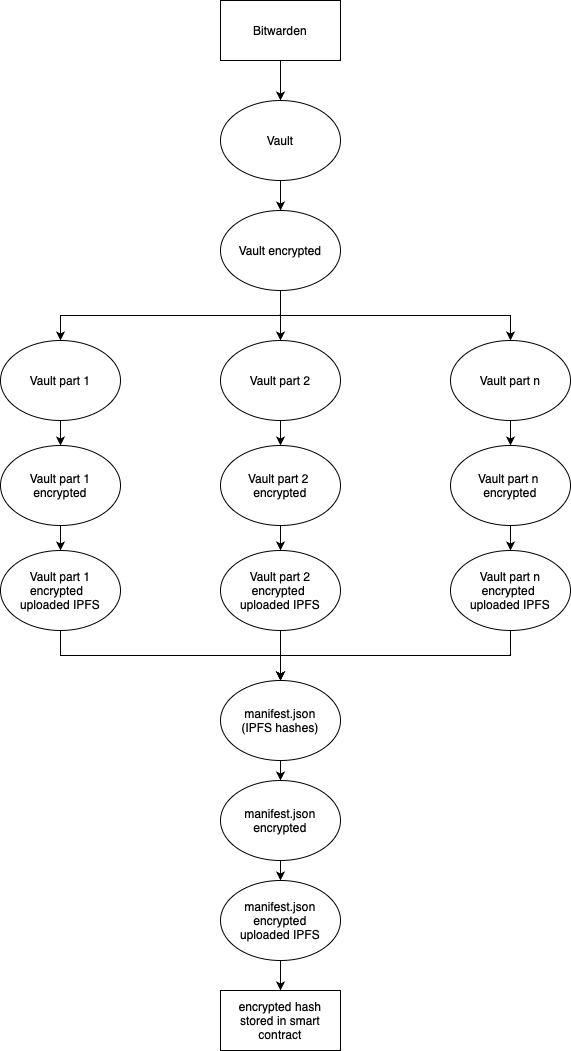 Bitwarden
Vault
Vault encrypted
Vault part 1
Vault part 2
Vault part n
Vault part 1
encrypted
Vault part 2
encrypted
Vault part n
encrypted
Vault part 1
encrypted
uploaded IPFS
Vault part 2
encrypted
uploaded IPFS
Vault part n
encrypted
uploaded IPFS
manifest.json
(IPFS hashes)
manifest.json
encrypted
manifest.json
encrypted
uploaded IPFS
encrypted hash
stored in smart
contract